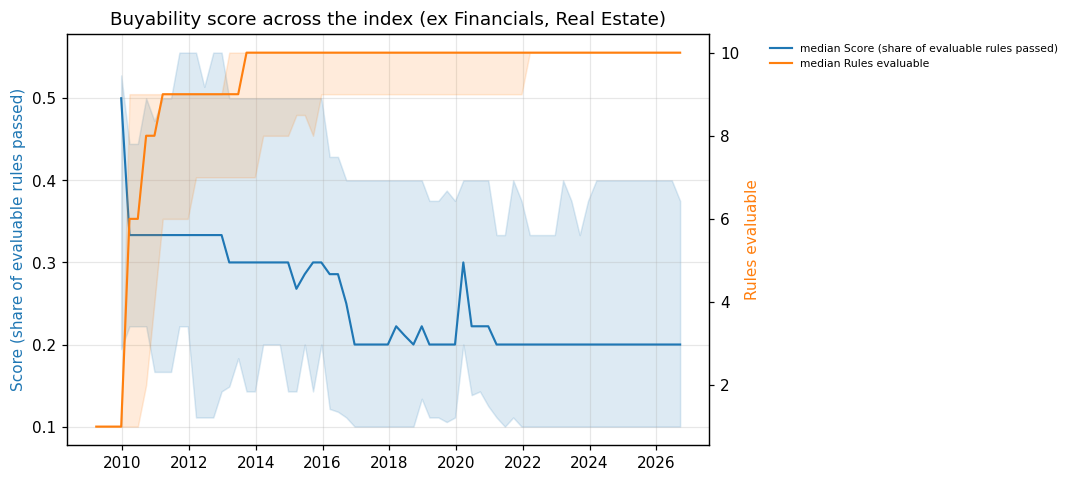 Buyability score across the index (ex Financials, Real Estate)
Score (share of evaluable rules passed)
0.5
0.4
0.3
0.2
0.1
10
8
6
4
2
Rules evaluable
2010 2012 2014 2016 2018 2020 2022 2024 2026
median Score (share of evaluable rules passed)
median Rules evaluable